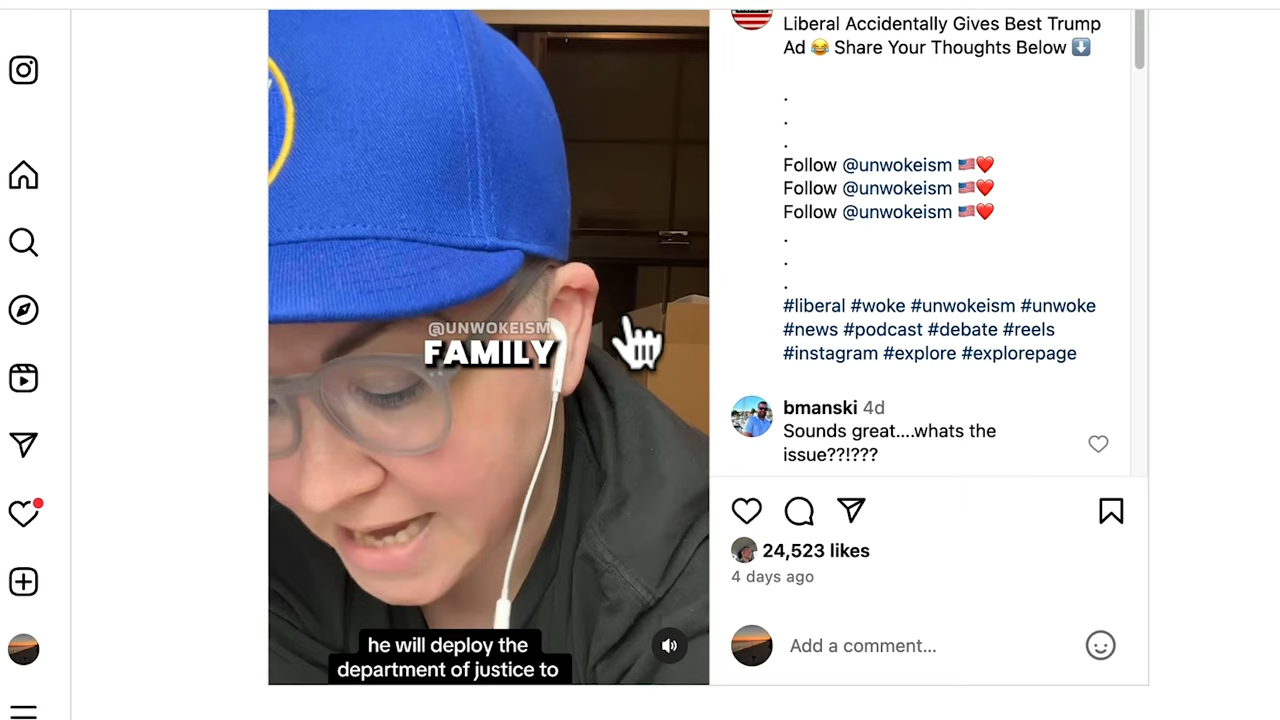 @UNWOKEISM
FAMILY
he will deploy the
department of justice to
Liberal Accidentally Gives Best Trump
Ad 😂 Share Your Thoughts Below ⬇️
.
.
.
Follow @unwokeism 🇺🇸❤️
Follow @unwokeism 🇺🇸❤️
Follow @unwokeism 🇺🇸❤️
.
.
.
#liberal #woke #unwokeism #unwoke
#news #podcast #debate #reels
#instagram #explore #explorepage
bmanski 4d
Sounds great....whats the
issue??!???
24,523 likes
4 days ago
Add a comment...